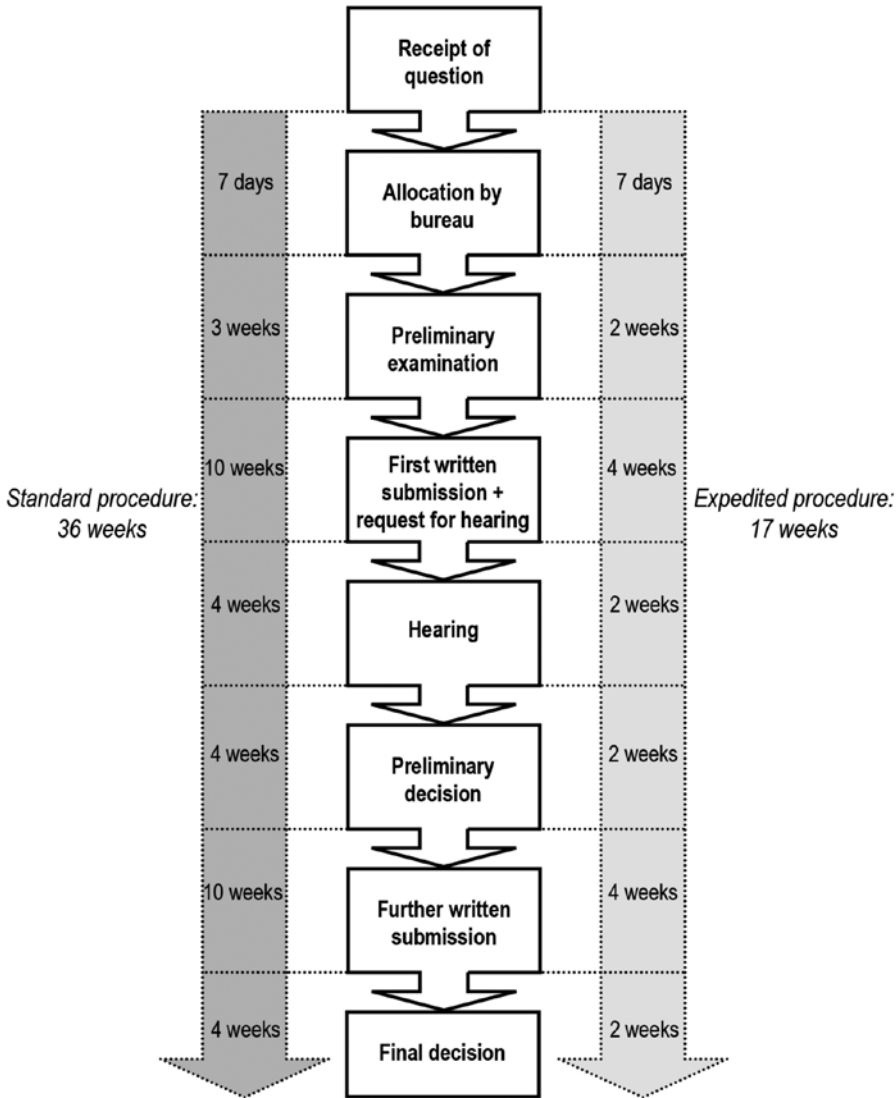 Receipt of
question
7 days
Allocation by
bureau
7 days
3 weeks
Preliminary
examination
2 weeks
10 weeks
First written
submission +
request for hearing
4 weeks
Standard procedure:
36 weeks
Expedited procedure:
17 weeks
4 weeks
Hearing
2 weeks
4 weeks
Preliminary
decision
2 weeks
10 weeks
Further written
submission
4 weeks
4 weeks
Final decision
2 weeks